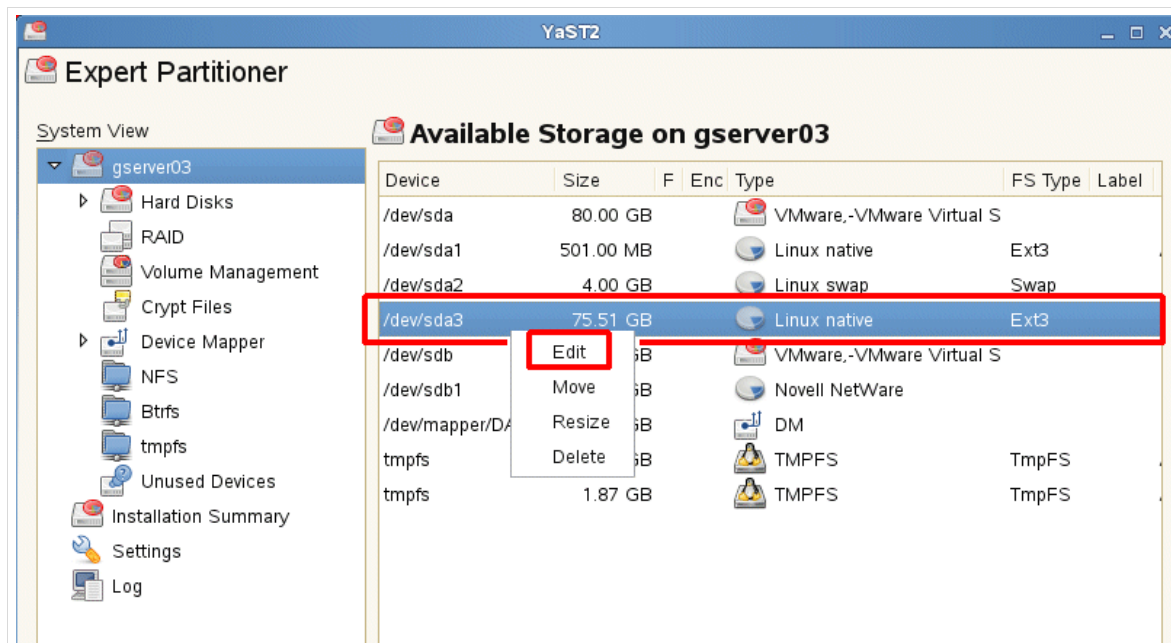 YaST2
Expert Partitioner
System View
gserver03
Hard Disks
RAID
Volume Management
Crypt Files
Device Mapper
NFS
Btrfs
tmpfs
Unused Devices
Installation Summary
Settings
Log
Available Storage on gserver03
Device Size F Enc Type FS Type Label
/dev/sda 80.00 GB VMware,-VMware Virtual S
/dev/sda1 501.00 MB Linux native Ext3
/dev/sda2 4.00 GB Linux swap Swap
/dev/sda3 75.51 GB Linux native Ext3
/dev/sdb VMware,-VMware Virtual S
/dev/sdb1 Novell NetWare
/dev/mapper/DA DM
tmpfs TMPFS TmpFS
tmpfs 1.87 GB TMPFS TmpFS
Edit
Move
Resize
Delete